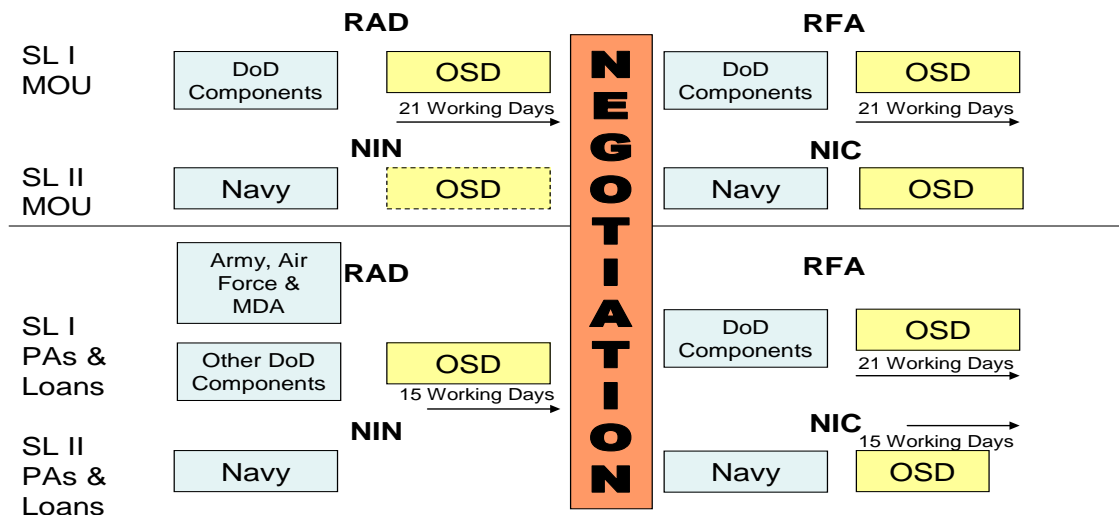 RAD
RFA
SL I
MOU
DoD
Components
OSD
21 Working Days
DoD
Components
OSD
21 Working Days
NIN
NIC
SL II
MOU
Navy
OSD
Navy
OSD
NEGOTIATION
Army, Air
Force &
MDA
RAD
RFA
SL I
PAs &
Loans
Other DoD
Components
OSD
15 Working Days
DoD
Components
OSD
21 Working Days
NIN
NIC
15 Working Days
SL II
PAs &
Loans
Navy
Navy
OSD